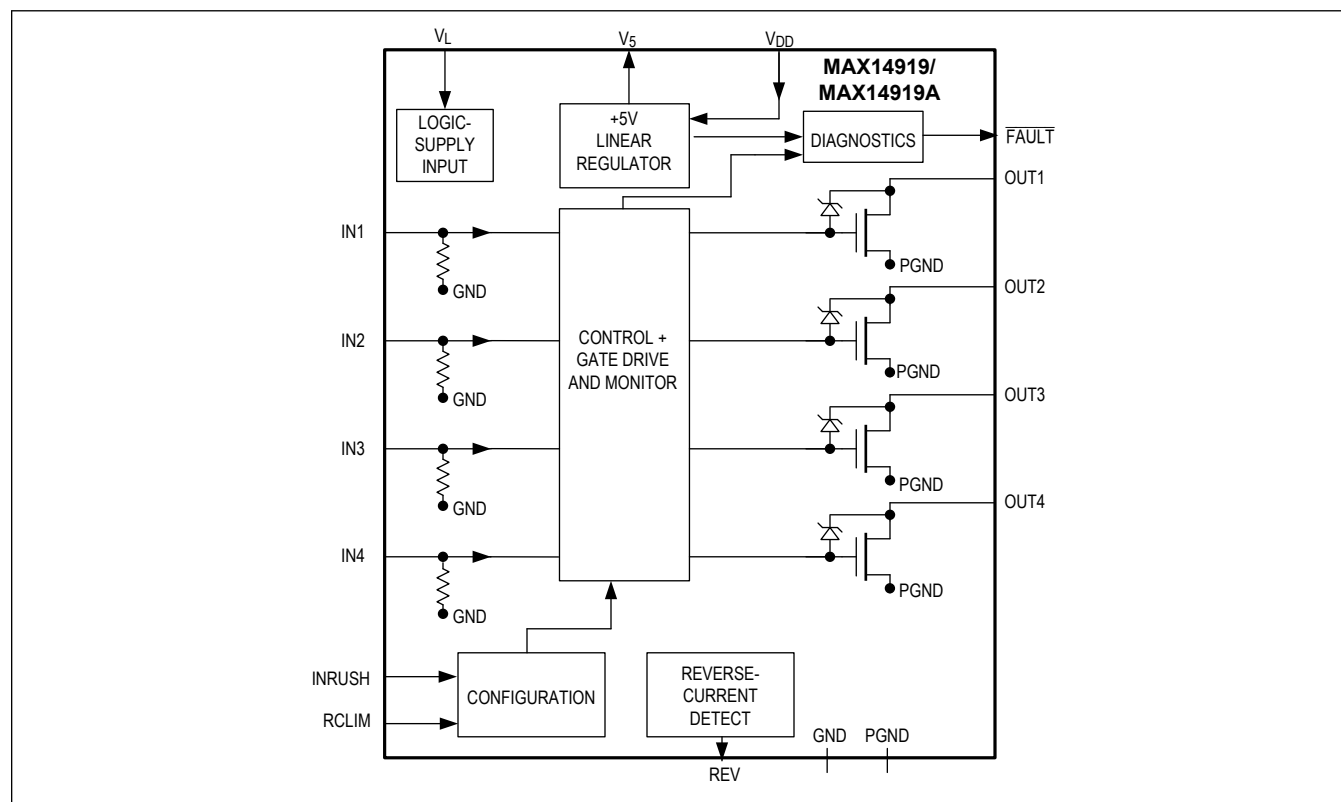 VL
V5
VDD
MAX14919/
MAX14919A
LOGIC-
SUPPLY
INPUT
+5V
LINEAR
REGULATOR
DIAGNOSTICS
FAULT
OUT1
IN1
GND
PGND
OUT2
IN2
GND
PGND
CONTROL +
GATE DRIVE
AND MONITOR
OUT3
IN3
GND
PGND
OUT4
IN4
GND
PGND
INRUSH
RCLIM
CONFIGURATION
REVERSE-
CURRENT
DETECT
GND
PGND
REV